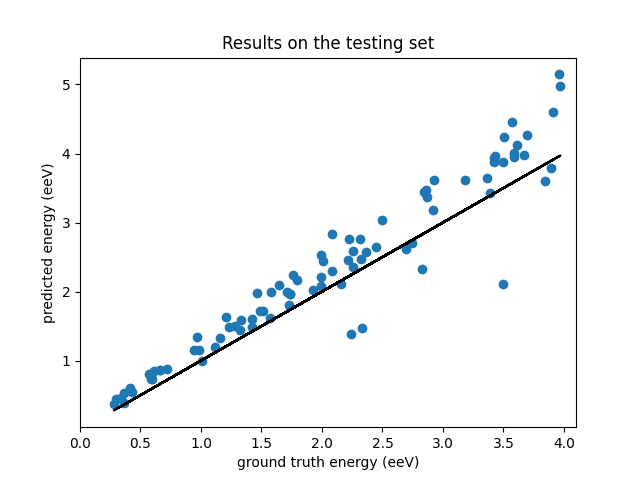 Results on the testing set
predicted energy (eeV)
5
4
3
2
1
0.0 0.5 1.0 1.5 2.0 2.5 3.0 3.5 4.0
ground truth energy (eeV)